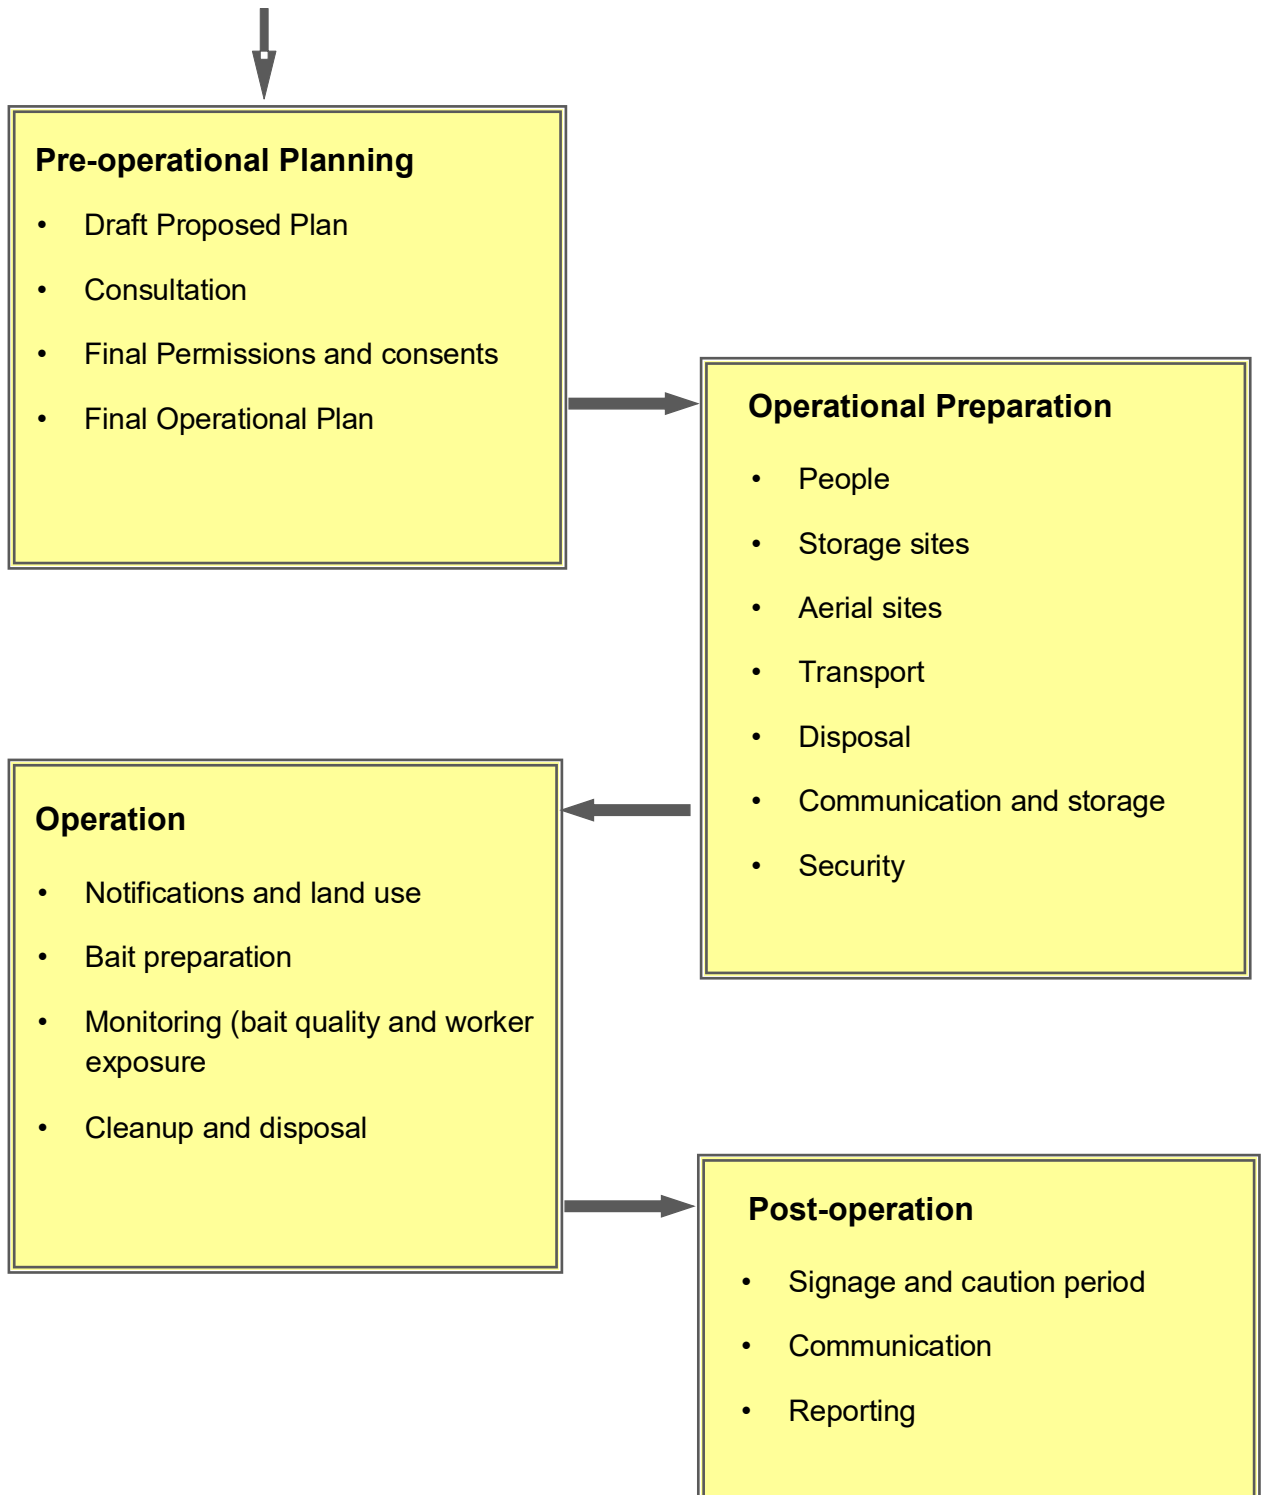 Pre-operational Planning
• Draft Proposed Plan
• Consultation
• Final Permissions and consents
• Final Operational Plan
Operational Preparation
• People
• Storage sites
• Aerial sites
• Transport
• Disposal
• Communication and storage
• Security
Operation
• Notifications and land use
• Bait preparation
• Monitoring (bait quality and worker
exposure
• Cleanup and disposal
Post-operation
• Signage and caution period
• Communication
• Reporting